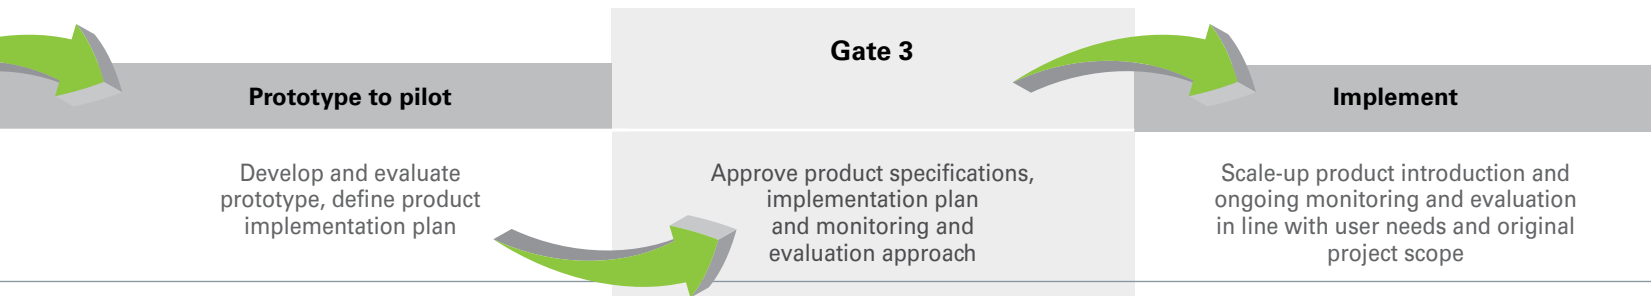 Prototype to pilot
Develop and evaluate
prototype, define product
implementation plan
Gate 3
Approve product specifications,
implementation plan
and monitoring and
evaluation approach
Implement
Scale-up product introduction and
ongoing monitoring and evaluation
in line with user needs and original
project scope